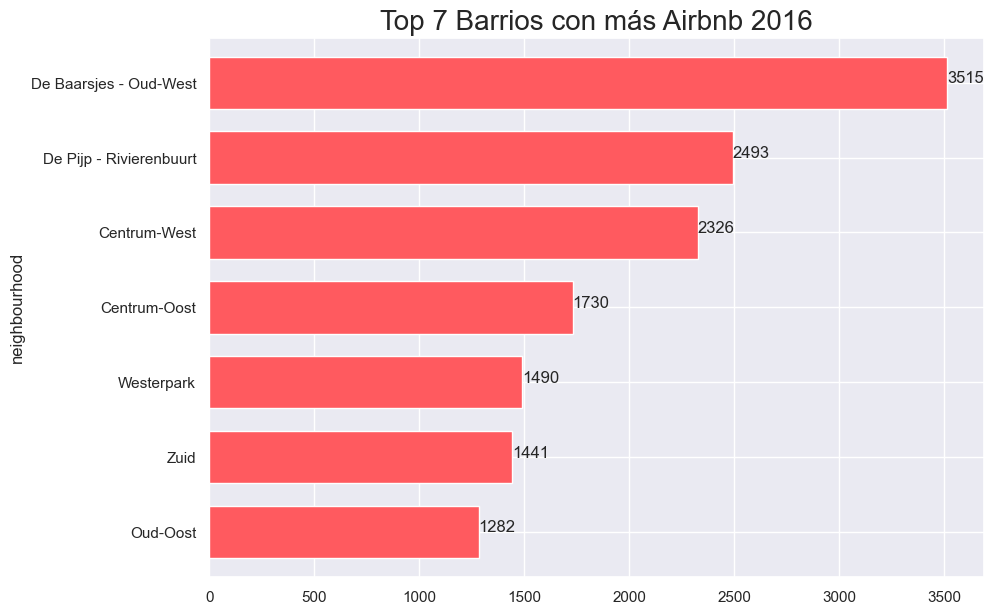 Top 7 Barrios con más Airbnb 2016
neighbourhood
De Baarsjes - Oud-West 3515
De Pijp - Rivierenbuurt 2493
Centrum-West 2326
Centrum-Oost 1730
Westerpark 1490
Zuid 1441
Oud-Oost 1282
0 500 1000 1500 2000 2500 3000 3500